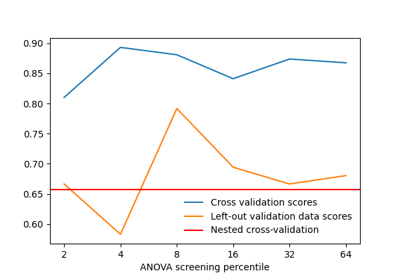 0.90
0.85
0.80
0.75
0.70
0.65
0.60
Cross validation scores
Left-out validation data scores
Nested cross-validation
2 4 8 16 32 64
ANOVA screening percentile